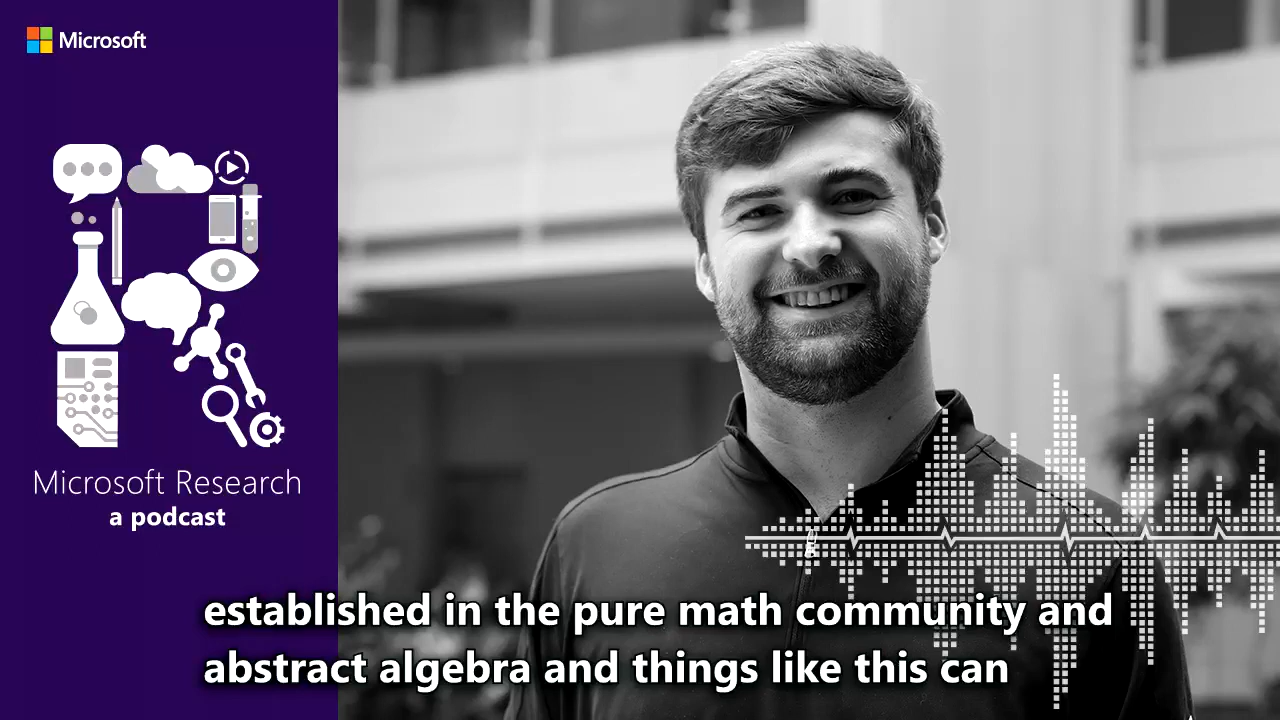 Microsoft
Microsoft Research
a podcast
established in the pure math community and
abstract algebra and things like this can